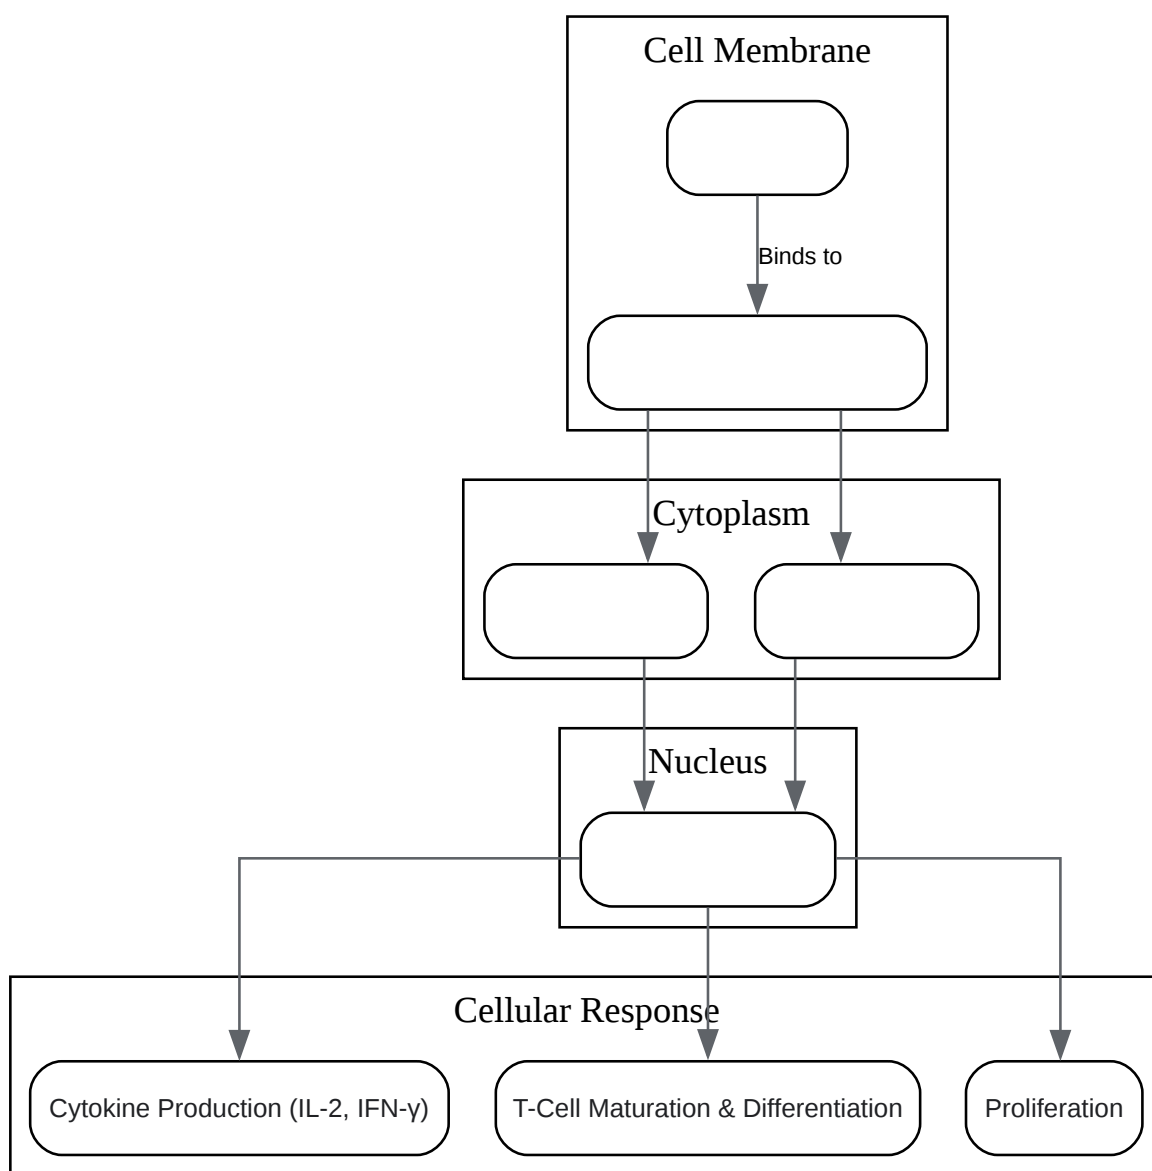 Cell Membrane
Binds to
Cytoplasm
Nucleus
Cellular Response
Cytokine Production (IL-2, IFN-γ)
T-Cell Maturation & Differentiation
Proliferation